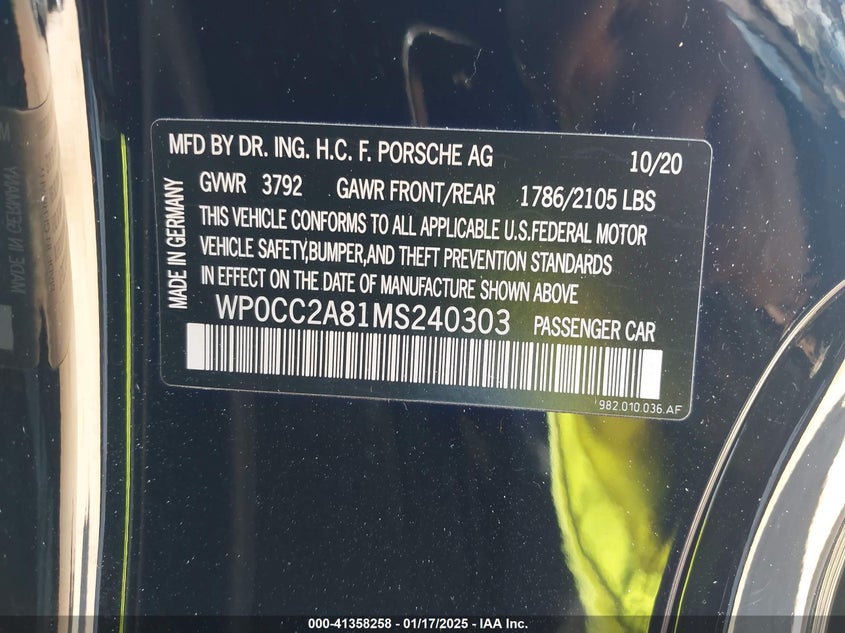 MFD BY DR. ING. H.C. F. PORSCHE AG 10/20
GVWR 3792 GAWR FRONT/REAR 1786/2105 LBS
THIS VEHICLE CONFORMS TO ALL APPLICABLE U.S.FEDERAL MOTOR
VEHICLE SAFETY,BUMPER,AND THEFT PREVENTION STANDARDS
IN EFFECT ON THE DATE OF MANUFACTURE SHOWN ABOVE
MADE IN GERMANY
WP0CC2A81MS240303 PASSENGER CAR
982.010.036.AF
000-41358258 - 01/17/2025 - IAA Inc.